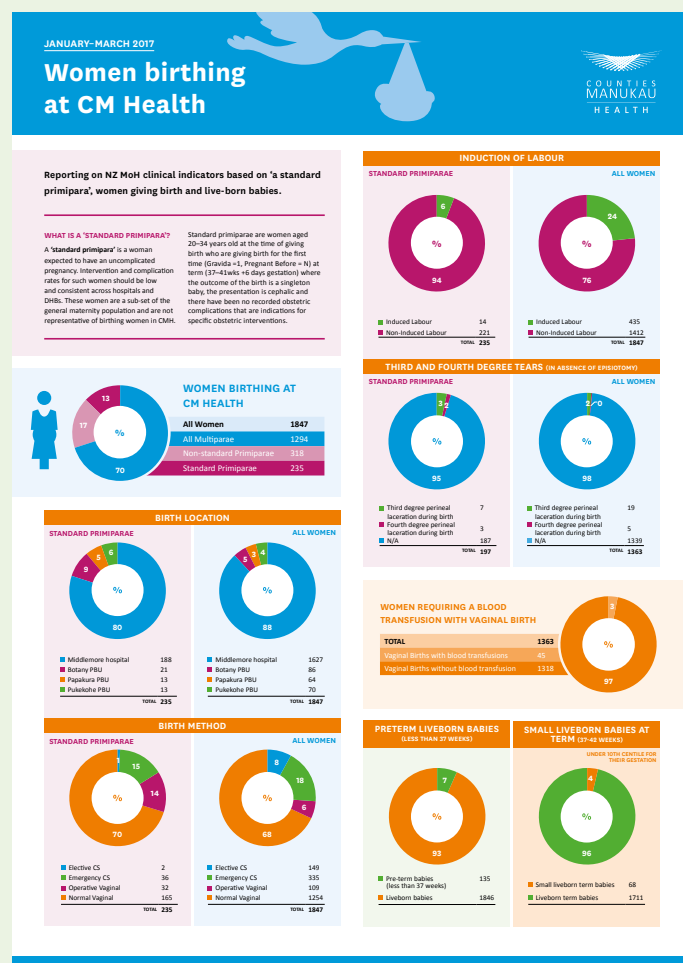 JANUARY–MARCH 2017
Women birthing
at CM Health
COUNTIES
MANUKAU
HEALTH
Reporting on NZ MoH clinical indicators based on ‘a standard
primipara’, women giving birth and live-born babies.
WHAT IS A ‘STANDARD PRIMIPARA’?
A ‘standard primipara’ is a woman
expected to have an uncomplicated
pregnancy. Intervention and complication
rates for such women should be low
and consistent across hospitals and
DHBs. These women are a sub-set of the
general maternity population and are not
representative of birthing women in CMH.
Standard primiparae are women aged
20–34 years old at the time of giving
birth who are giving birth for the first
time (Gravida =1, Pregnant Before = N) at
term (37–41wks +6 days gestation) where
the outcome of the birth is a singleton
baby, the presentation is cephalic and
there have been no recorded obstetric
complications that are indications for
specific obstetric interventions.
WOMEN BIRTHING AT
CM HEALTH
13
17
%
70
All Women 1847
All Multiparae 1294
Non-standard Primiparae 318
Standard Primiparae 235
BIRTH LOCATION
STANDARD PRIMIPARAE
6
5
9
%
80
Middlemore hospital 188
Botany PBU 21
Papakura PBU 13
Pukekohe PBU 13
TOTAL 235
ALL WOMEN
4
3
5
%
88
Middlemore hospital 1627
Botany PBU 86
Papakura PBU 64
Pukekohe PBU 70
TOTAL 1847
BIRTH METHOD
STANDARD PRIMIPARAE
1
15
14
%
70
Elective CS 2
Emergency CS 36
Operative Vaginal 32
Normal Vaginal 165
TOTAL 235
ALL WOMEN
8
18
6
%
68
Elective CS 149
Emergency CS 335
Operative Vaginal 109
Normal Vaginal 1254
TOTAL 1847
INDUCTION OF LABOUR
STANDARD PRIMIPARAE
6
%
94
Induced Labour 14
Non-Induced Labour 221
TOTAL 235
ALL WOMEN
24
%
76
Induced Labour 435
Non-Induced Labour 1412
TOTAL 1847
THIRD AND FOURTH DEGREE TEARS (IN ABSENCE OF EPISIOTOMY)
STANDARD PRIMIPARAE
3
2
%
95
Third degree perineal 7
laceration during birth
Fourth degree perineal 3
laceration during birth
N/A 187
TOTAL 197
ALL WOMEN
0
%
98
Third degree perineal 19
laceration during birth
Fourth degree perineal 5
laceration during birth
N/A 1339
TOTAL 1363
WOMEN REQUIRING A BLOOD
TRANSFUSION WITH VAGINAL BIRTH
TOTAL 1363
Vaginal Births with blood transfusions 45
Vaginal Births without blood transfusion 1318
3
%
97
PRETERM LIVEBORN BABIES
(LESS THAN 37 WEEKS)
7
%
93
Pre-term babies 135
(less than 37 weeks)
Liveborn babies 1846
SMALL LIVEBORN BABIES AT
TERM (37-42 WEEKS)
UNDER 10TH CENTILE FOR
THEIR GESTATION
4
%
96
Small liveborn term babies 68
Liveborn term babies 1711